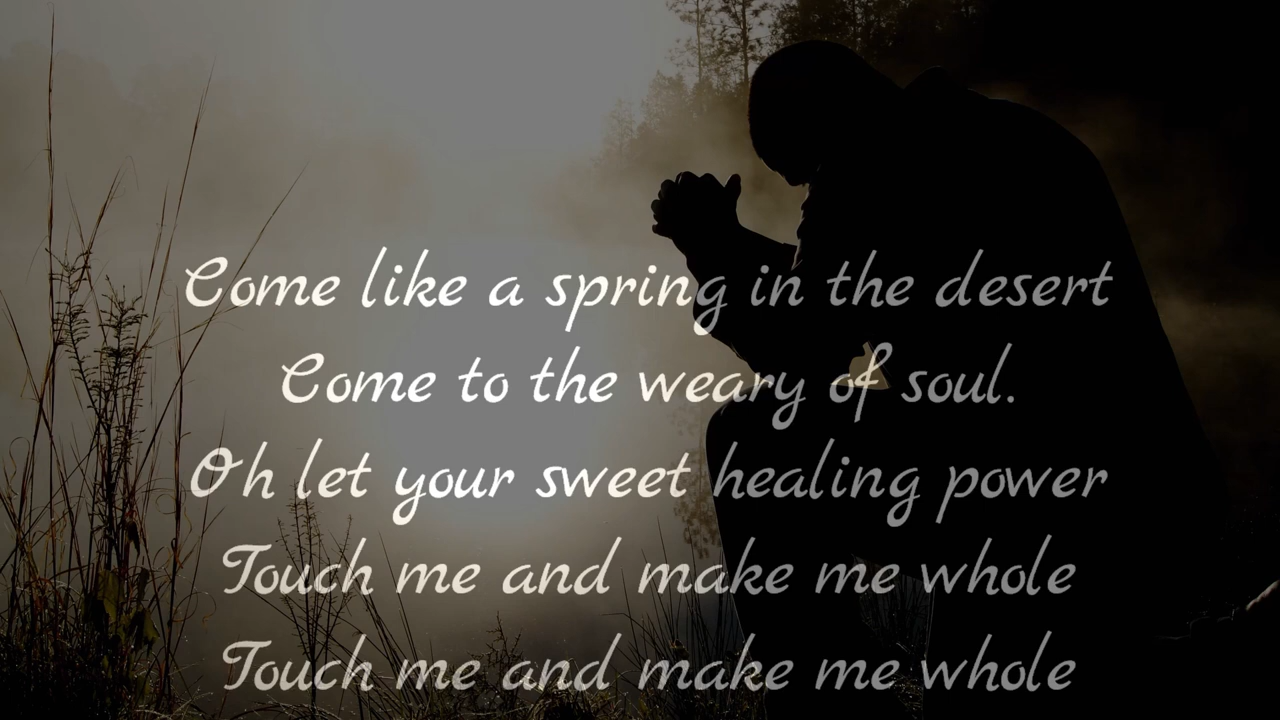 Come like a spring in the desert
Come to the weary of soul.
Oh let your sweet healing power
Touch me and make me whole
Touch me and make me whole